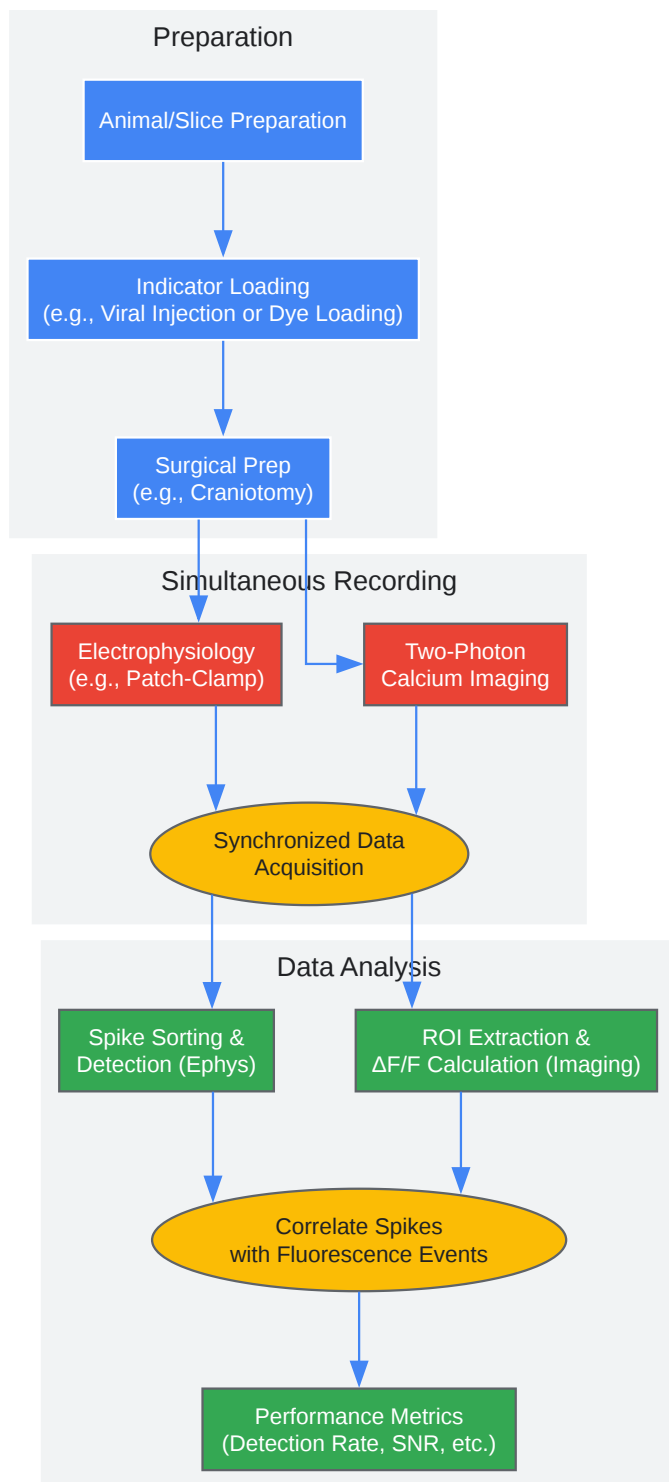 Preparation
Animal/Slice Preparation
Indicator Loading
(e.g., Viral Injection or Dye Loading)
Surgical Prep
(e.g., Craniotomy)
Simultaneous Recording
Electrophysiology
(e.g., Patch-Clamp)
Two-Photon
Calcium Imaging
Synchronized Data
Acquisition
Data Analysis
Spike Sorting &
Detection (Ephys)
ROI Extraction &
ΔF/F Calculation (Imaging)
Correlate Spikes
with Fluorescence Events
Performance Metrics
(Detection Rate, SNR, etc.)